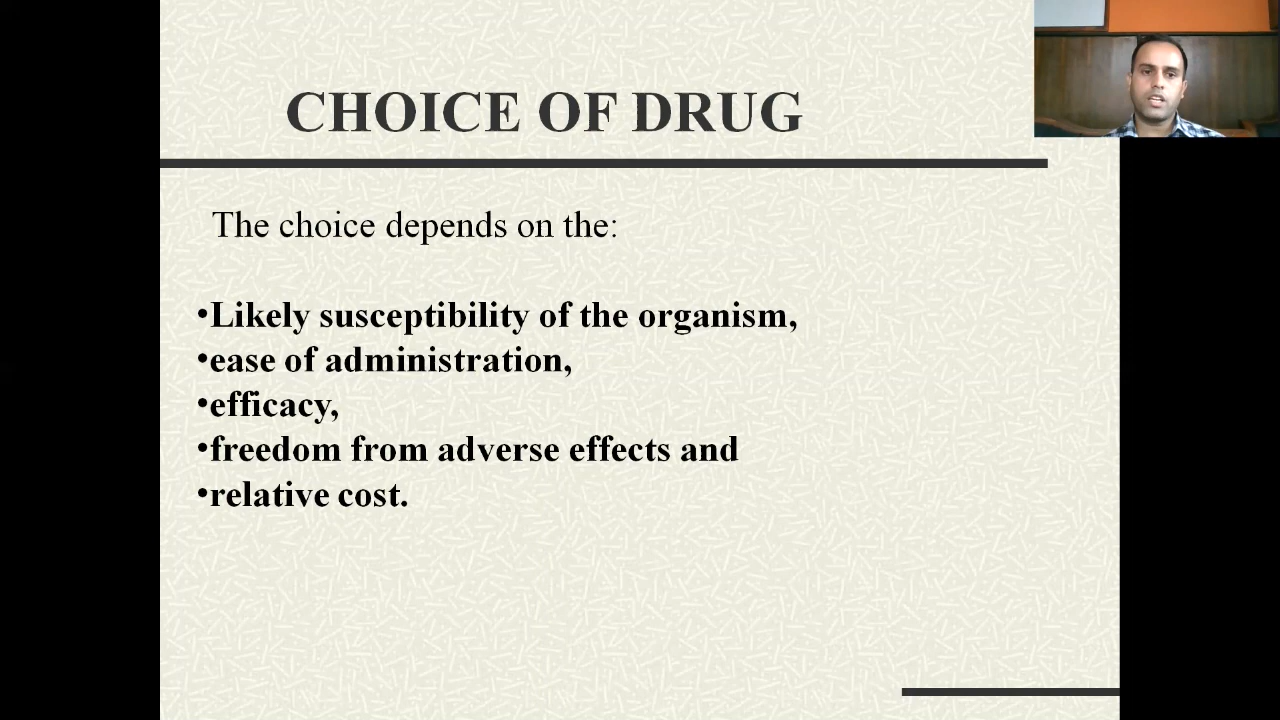 CHOICE OF DRUG
The choice depends on the:
•Likely susceptibility of the organism,
•ease of administration,
•efficacy,
•freedom from adverse effects and
•relative cost.